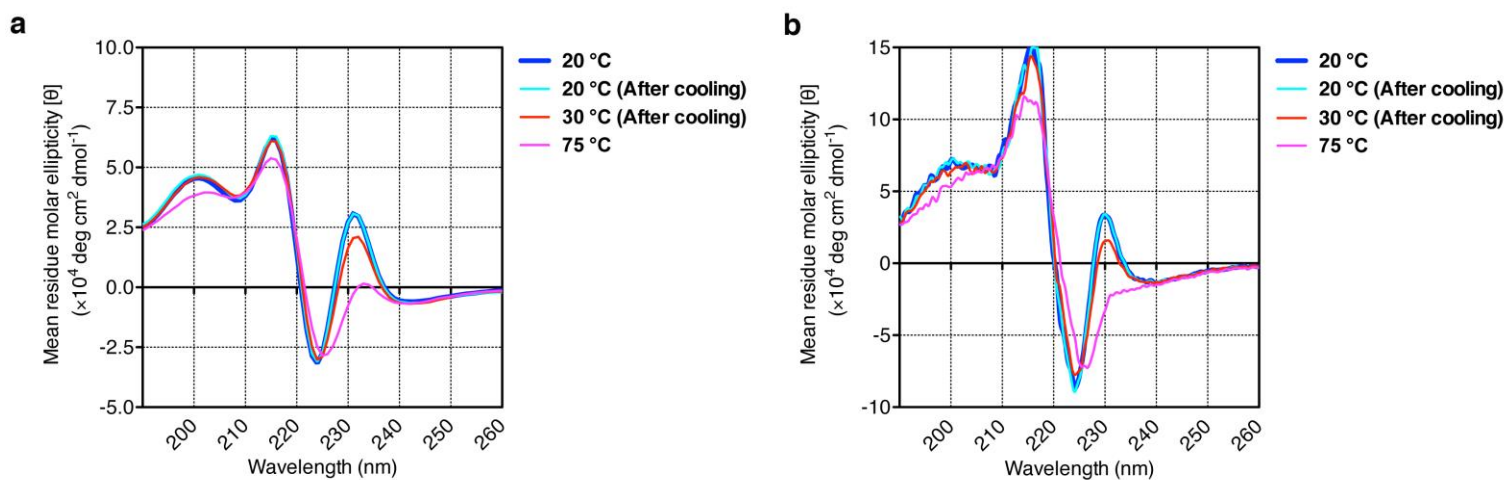 a
10.0
7.5
5.0
2.5
0.0
-2.5
-5.0
Mean residue molar ellipticity [θ]
(×10⁴ deg cm² dmol⁻¹)
200 210 220 230 240 250 260
Wavelength (nm)
20 °C
20 °C (After cooling)
30 °C (After cooling)
75 °C
b
15
10
5
0
-5
-10
Mean residue molar ellipticity [θ]
(×10⁴ deg cm² dmol⁻¹)
200 210 220 230 240 250 260
Wavelength (nm)
20 °C
20 °C (After cooling)
30 °C (After cooling)
75 °C